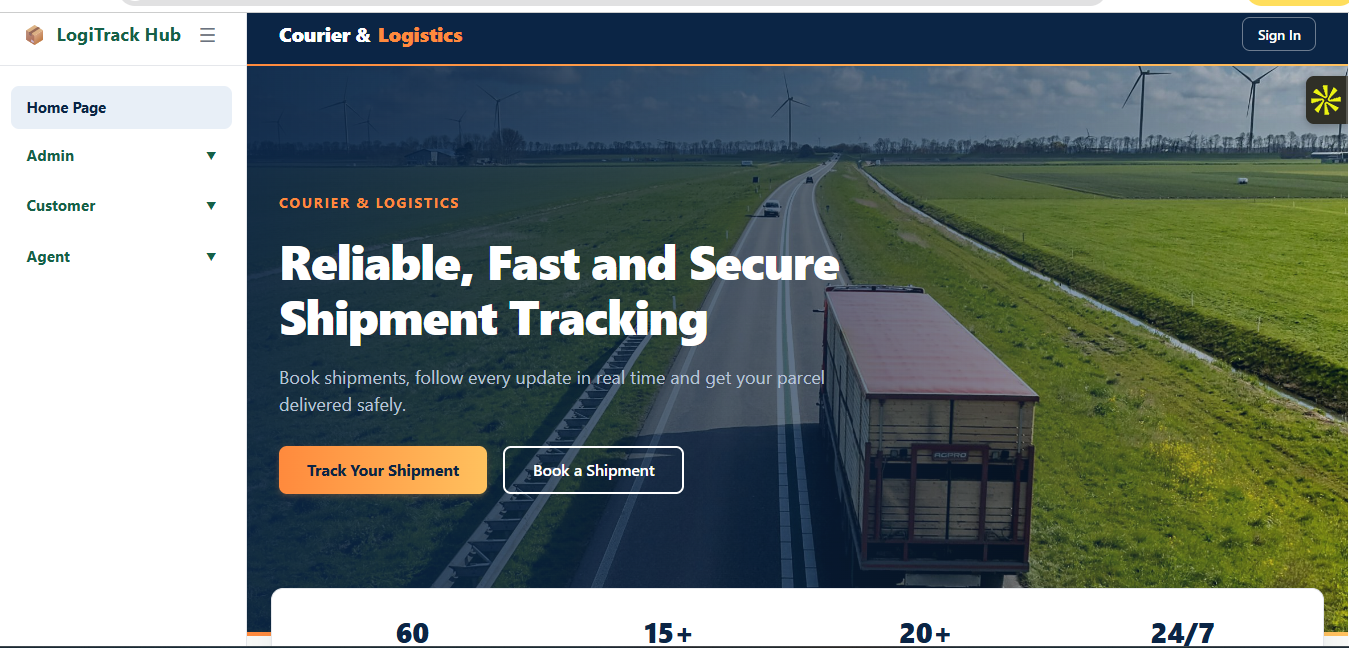 LogiTrack Hub ☰
Courier & Logistics
Sign In
Home Page
Admin ▼
Customer ▼
Agent ▼
COURIER & LOGISTICS
Reliable, Fast and Secure
Shipment Tracking
Book shipments, follow every update in real time and get your parcel
delivered safely.
Track Your Shipment
Book a Shipment
AGPRO
60
15+
20+
24/7